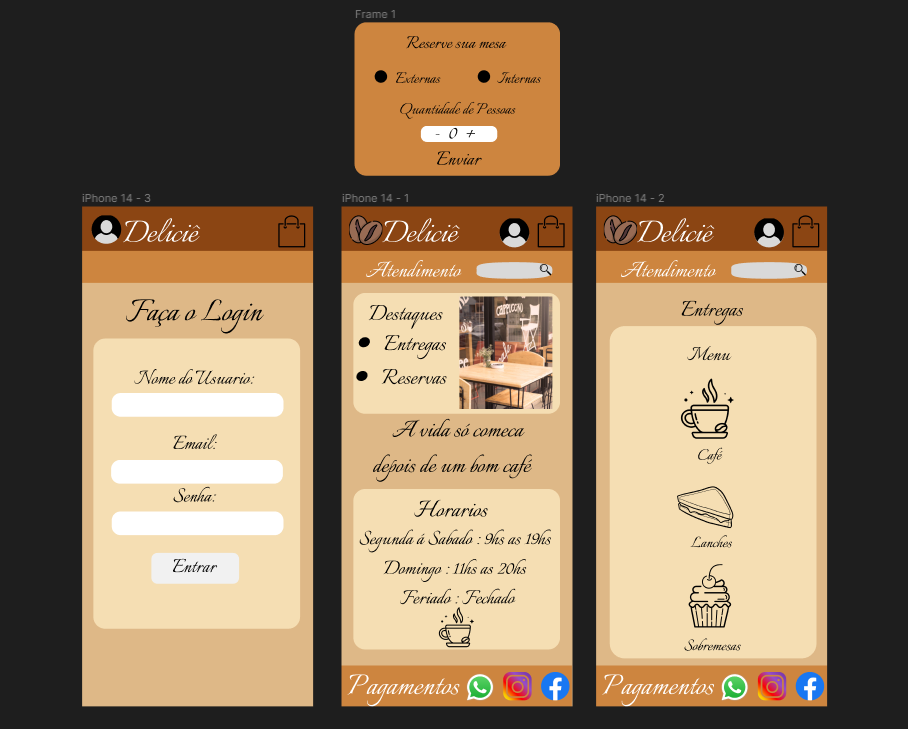 Frame 1
Reserve sua mesa
Externas
Internas
Quantidade de Pessoas
- 0 +
Enviar
iPhone 14 - 3
Deliciê
Faça o Login
Nome do Usuario:
Email:
Senha:
Entrar
iPhone 14 - 1
Deliciê
Atendimento
Destaques
Entregas
Reservas
CAPPUCCINO
A vida só comeca
depois de um bom café
Horarios
Segunda á Sabado : 9hs as 19hs
Domingo : 11hs as 20hs
Feriado : Fechado
Pagamentos
iPhone 14 - 2
Deliciê
Atendimento
Entregas
Menu
Café
Lanches
Sobremesas
Pagamentos